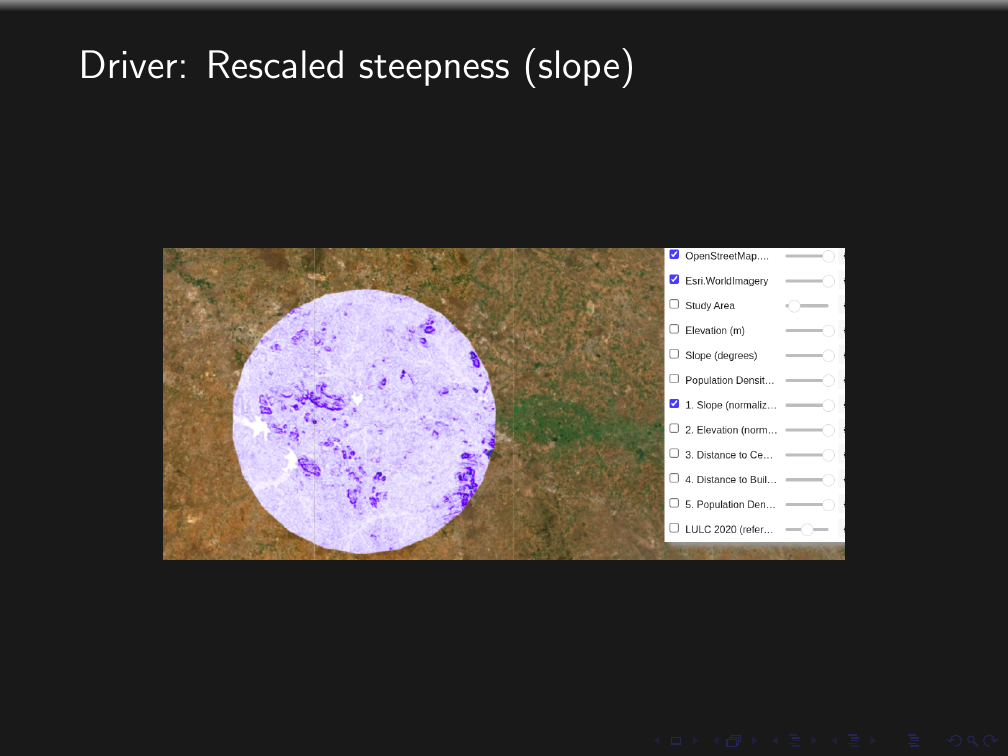 Driver: Rescaled steepness (slope)
OpenStreetMap....
Esri.WorldImagery
Study Area
Elevation (m)
Slope (degrees)
Population Densit...
1. Slope (normaliz...
2. Elevation (norm...
3. Distance to Ce...
4. Distance to Buil...
5. Population Den...
LULC 2020 (refer...